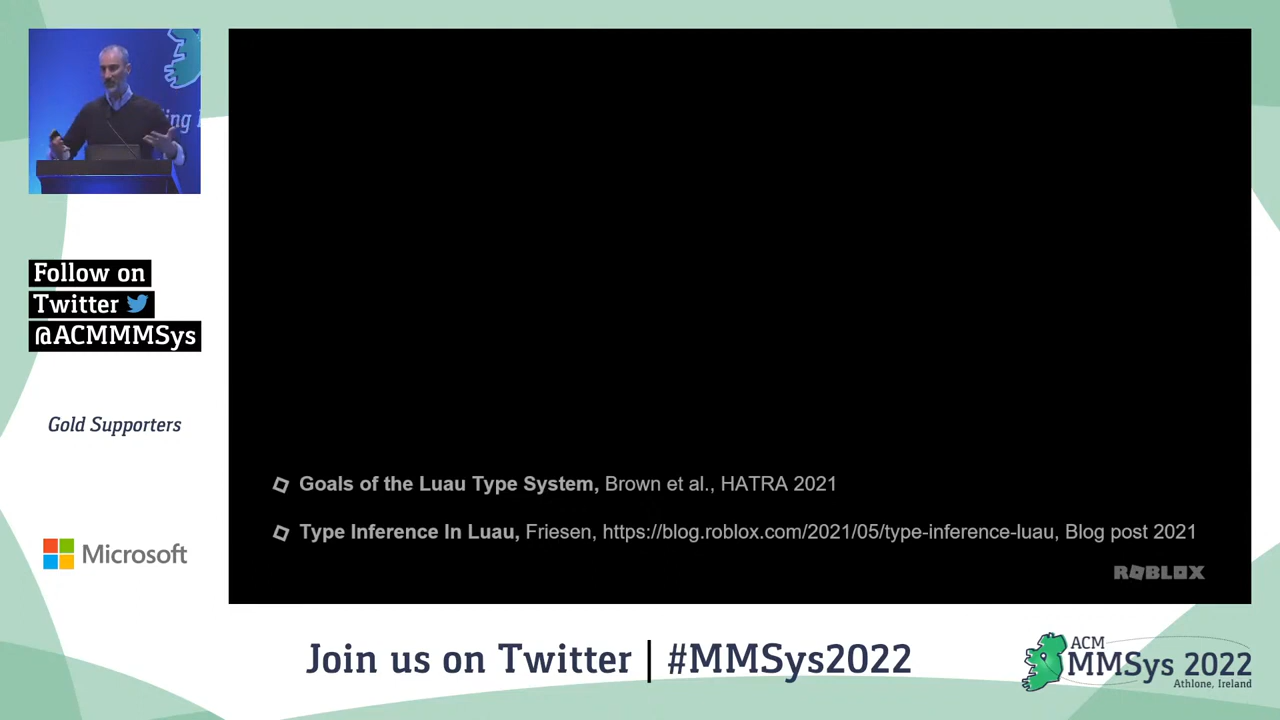 Follow on
Twitter
@ACMMMSys
Gold Supporters
Microsoft
Goals of the Luau Type System, Brown et al., HATRA 2021
Type Inference In Luau, Friesen, https://blog.roblox.com/2021/05/type-inference-luau, Blog post 2021
ROBLOX
Join us on Twitter | #MMSys2022
ACM
MMSys 2022
Athlone, Ireland